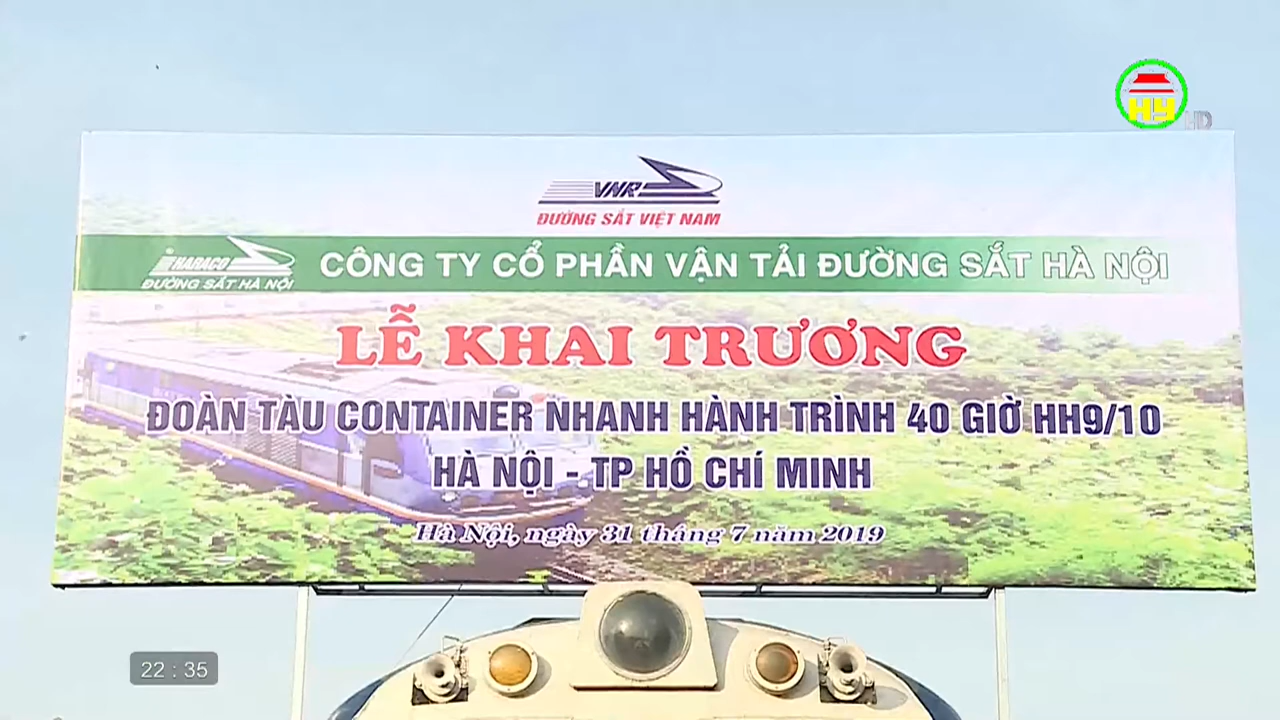 HY
HD
VNR
ĐƯỜNG SẮT VIỆT NAM
HARACO
ĐƯỜNG SẮT HÀ NỘI
CÔNG TY CỔ PHẦN VẬN TẢI ĐƯỜNG SẮT HÀ NỘI
LỄ KHAI TRƯƠNG
ĐOÀN TÀU CONTAINER NHANH HÀNH TRÌNH 40 GIỜ HH9/10
HÀ NỘI - TP HỒ CHÍ MINH
Hà Nội, ngày 31 tháng 7 năm 2019
22 : 35